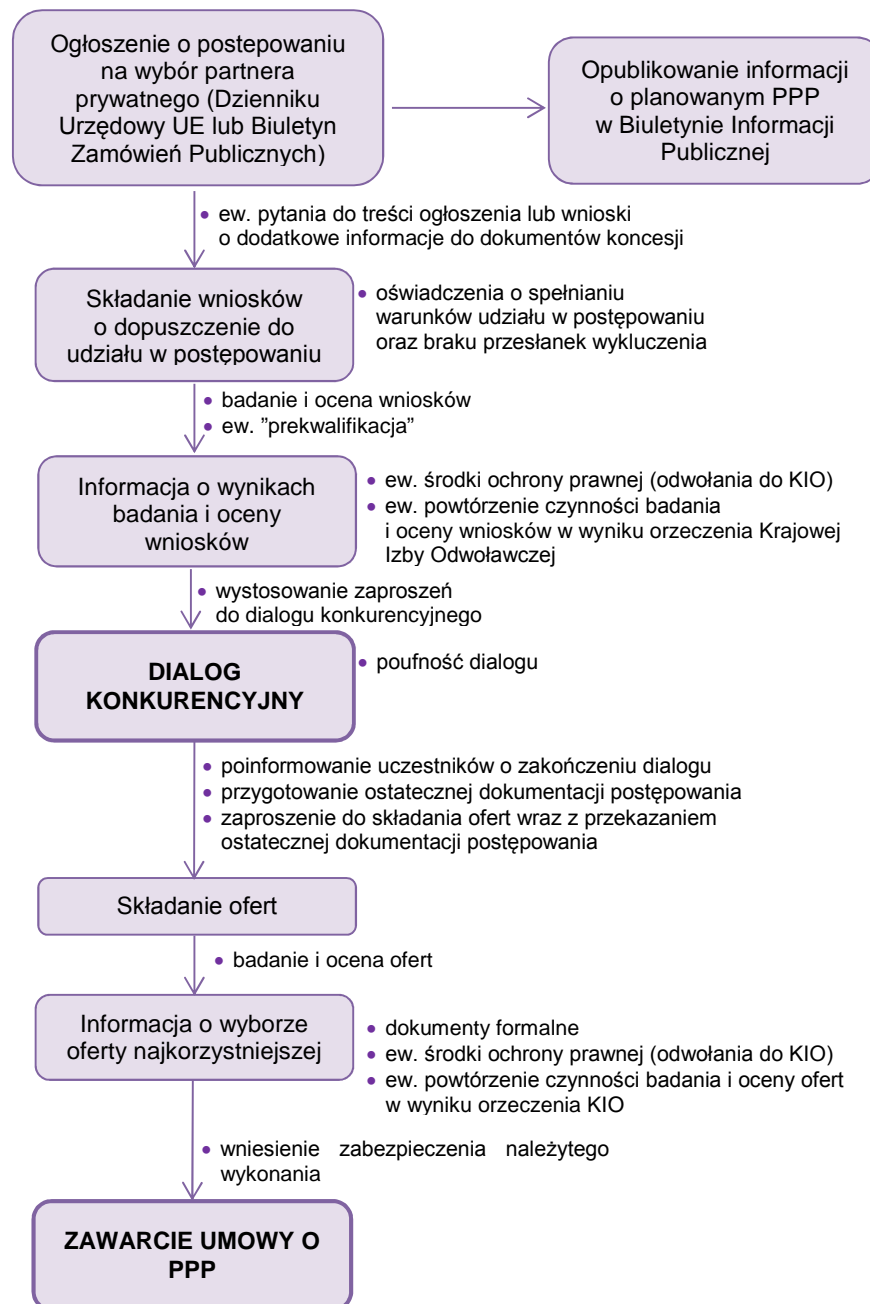 Ogłoszenie o postepowaniu
na wybór partnera
prywatnego (Dzienniku
Urzędowy UE lub Biuletyn
Zamówień Publicznych)
Opublikowanie informacji
o planowanym PPP
w Biuletynie Informacji
Publicznej
• ew. pytania do treści ogłoszenia lub wnioski
o dodatkowe informacje do dokumentów koncesji
Składanie wniosków
o dopuszczenie do
udziału w postępowaniu
• oświadczenia o spełnianiu
warunków udziału w postępowaniu
oraz braku przesłanek wykluczenia
• badanie i ocena wniosków
• ew. ”prekwalifikacja”
Informacja o wynikach
badania i oceny
wniosków
• ew. środki ochrony prawnej (odwołania do KIO)
• ew. powtórzenie czynności badania
i oceny wniosków w wyniku orzeczenia Krajowej
Izby Odwoławczej
• wystosowanie zaproszeń
do dialogu konkurencyjnego
DIALOG
KONKURENCYJNY
• poufność dialogu
• poinformowanie uczestników o zakończeniu dialogu
• przygotowanie ostatecznej dokumentacji postępowania
• zaproszenie do składania ofert wraz z przekazaniem
ostatecznej dokumentacji postępowania
Składanie ofert
• badanie i ocena ofert
Informacja o wyborze
oferty najkorzystniejszej
• dokumenty formalne
• ew. środki ochrony prawnej (odwołania do KIO)
• ew. powtórzenie czynności badania i oceny ofert
w wyniku orzeczenia KIO
• wniesienie zabezpieczenia należytego
wykonania
ZAWARCIE UMOWY O
PPP